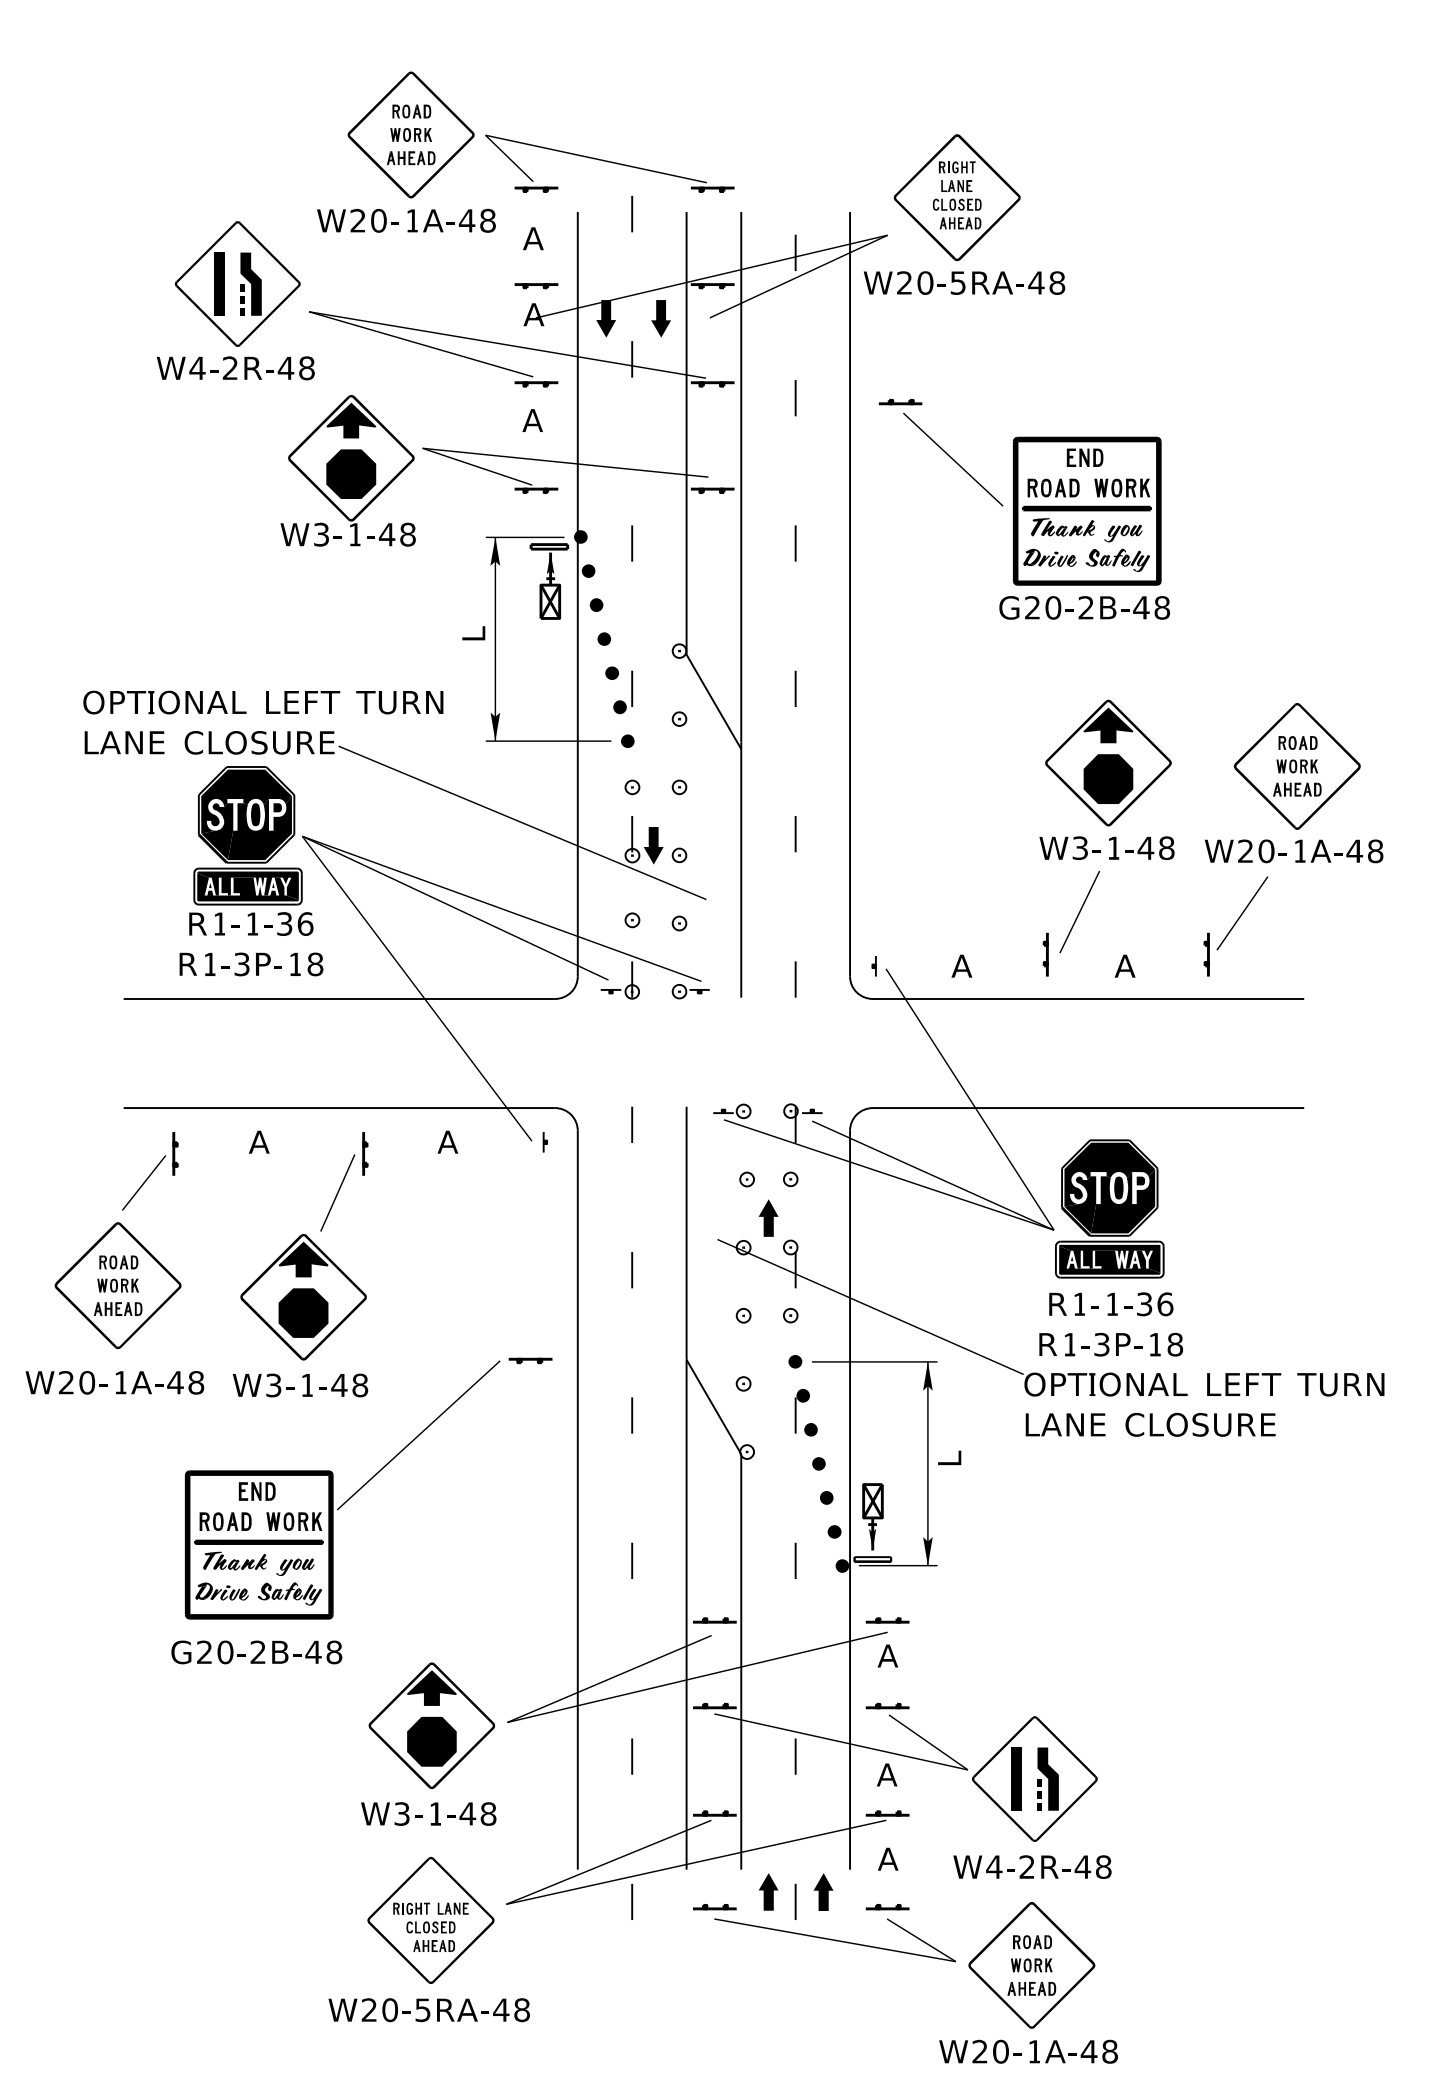 ROAD
WORK
AHEAD
W20-1A-48
RIGHT
LANE
CLOSED
AHEAD
W20-5RA-48
A
A
W4-2R-48
A
W3-1-48
END
ROAD WORK
Thank you
Drive Safely
G20-2B-48
L
OPTIONAL LEFT TURN
LANE CLOSURE
STOP
ALL WAY
R1-1-36
R1-3P-18
W3-1-48
ROAD
WORK
AHEAD
W20-1A-48
A
A
A
A
ROAD
WORK
AHEAD
W20-1A-48
W3-1-48
STOP
ALL WAY
R1-1-36
R1-3P-18
OPTIONAL LEFT TURN
LANE CLOSURE
L
END
ROAD WORK
Thank you
Drive Safely
G20-2B-48
A
W3-1-48
A
W4-2R-48
A
RIGHT LANE
CLOSED
AHEAD
W20-5RA-48
ROAD
WORK
AHEAD
W20-1A-48